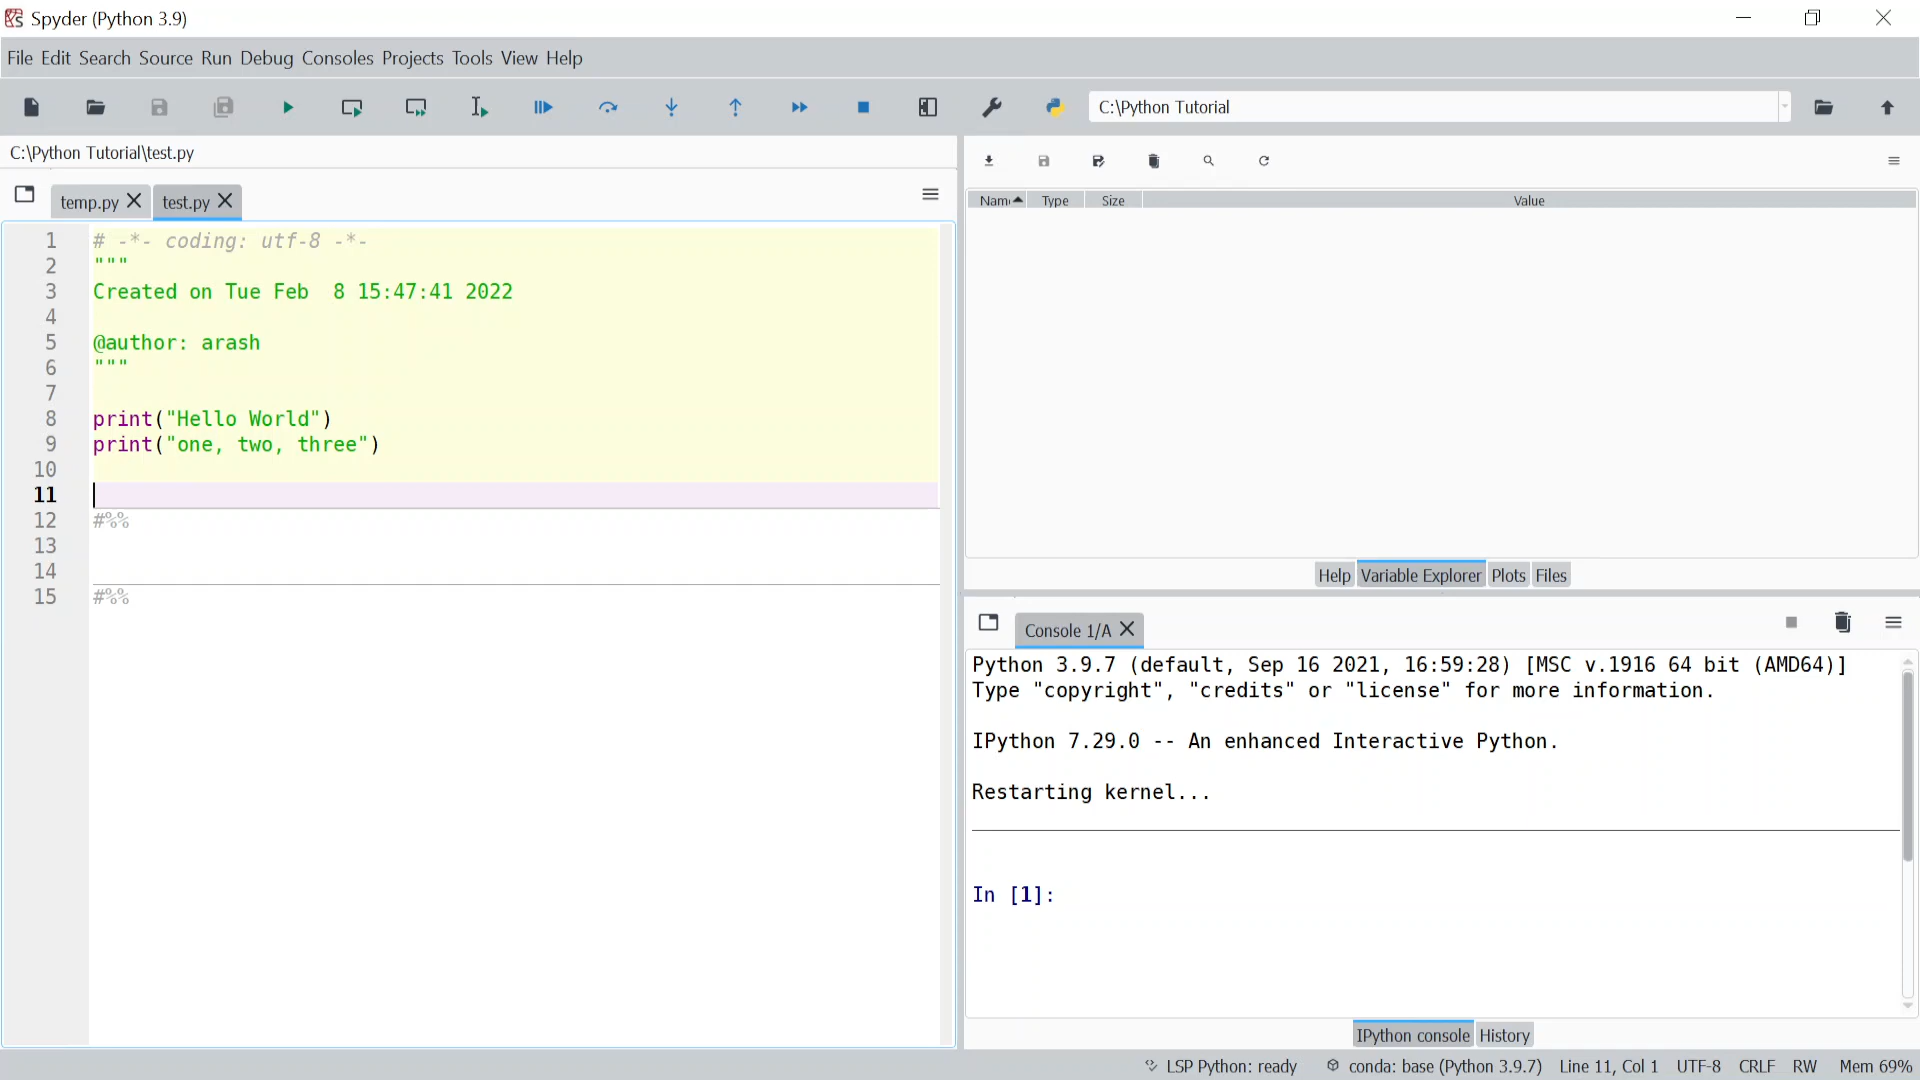 Spyder (Python 3.9)
File Edit Search Source Run Debug Consoles Projects Tools View Help
C:\Python Tutorial
C:\Python Tutorial\test.py
temp.py test.py
1 # -*- coding: utf-8 -*-
2 """
3 Created on Tue Feb  8 15:47:41 2022
4
5 @author: arash
6 """
7
8 print("Hello World")
9 print("one, two, three")
10
11
12 #%%
13
14
15 #%%
Nam Type Size Value
Help Variable Explorer Plots Files
Console 1/A
Python 3.9.7 (default, Sep 16 2021, 16:59:28) [MSC v.1916 64 bit (AMD64)]
Type "copyright", "credits" or "license" for more information.
IPython 7.29.0 -- An enhanced Interactive Python.
Restarting kernel...
In [1]:
IPython console History
LSP Python: ready conda: base (Python 3.9.7) Line 11, Col 1 UTF-8 CRLF RW Mem 69%